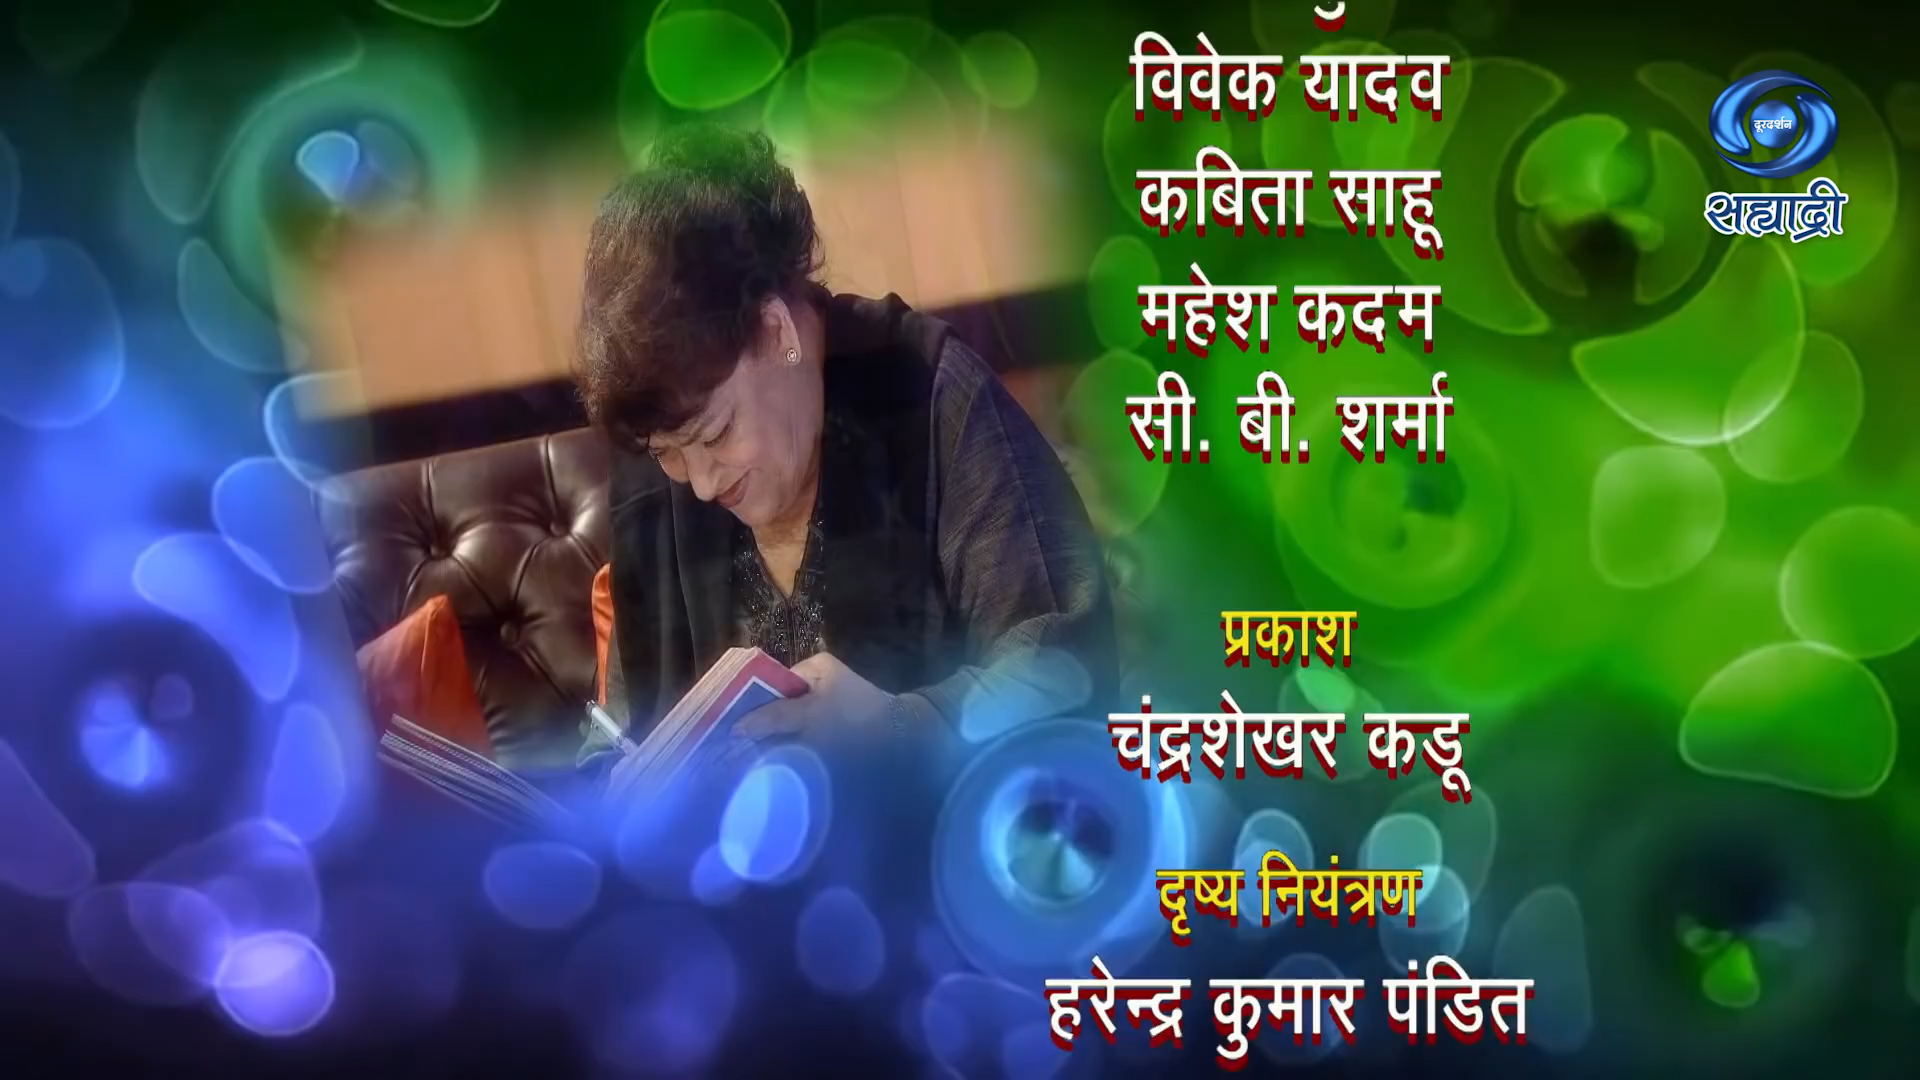 विवेक यादव
कबिता साहू
महेश कदम
सी. बी. शर्मा
प्रकाश
चंद्रशेखर कडू
दृष्य नियंत्रण
हरेन्द्र कुमार पंडित
दूरदर्शन
सह्याद्री